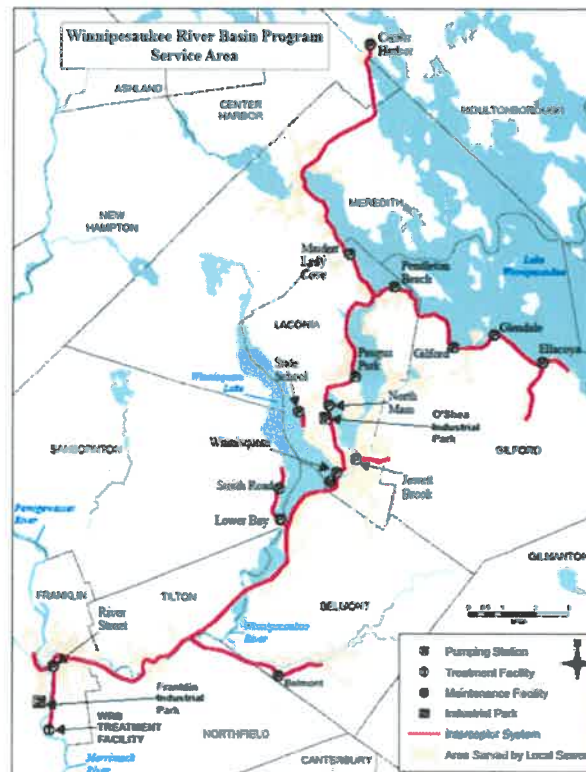 Winnipesaukee River Basin Program
Service Area
Center
Harbor
ASHLAND
CENTER
HARBOR
MOULTONBOROUGH
NEW
HAMPTON
MEREDITH
Maiden
Lady
Cove
Pendleton
Beach
Lake
Winnipesaukee
LACONIA
Glendale
Gilford
Ellacoya
State
School
Paugus
Park
Winnisquam
Lake
North
Main
O'Shea
Industrial
Park
GILFORD
SANBORNTON
Winnisquam
Jewett
Brook
South Road
Lower Bay
Pemigewasset
River
GILMANTON
FRANKLIN
River
Street
TILTON
BELMONT
Winnipesaukee
River
Belmont
Franklin
Industrial
Park
WRB
TREATMENT
FACILITY
NORTHFIELD
Merrimack
River
CANTERBURY
N
Pumping Station
Treatment Facility
Maintenance Facility
Industrial Park
Interceptor System
Area Served by Local Sewers